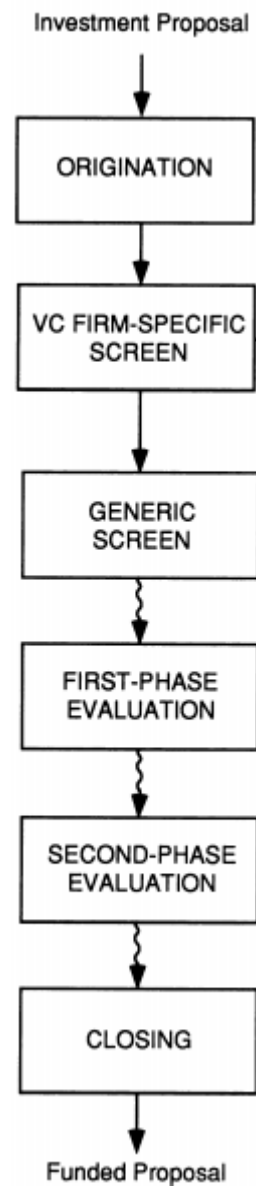 Investment Proposal
ORIGINATION
VC FIRM-SPECIFIC
SCREEN
GENERIC
SCREEN
FIRST-PHASE
EVALUATION
SECOND-PHASE
EVALUATION
CLOSING
Funded Proposal